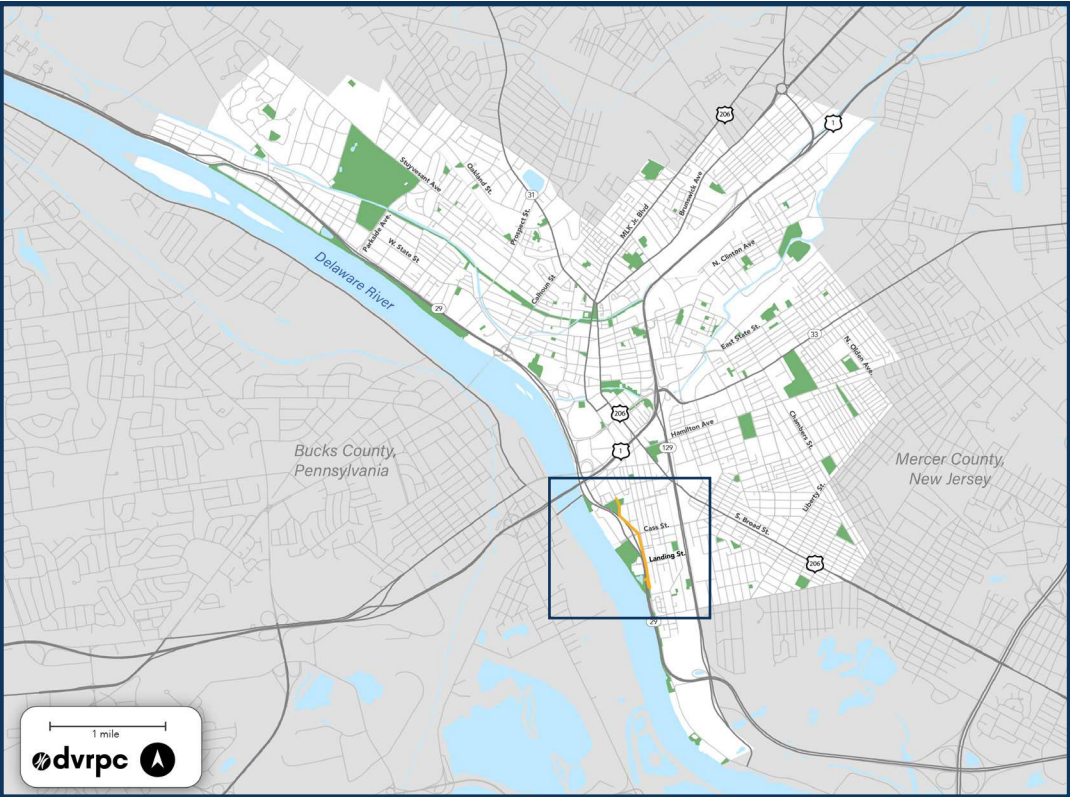 206
1
Stuyvesant Ave
Oakland St.
31
Prospect St.
MLK Jr. Blvd
Brunswick Ave
Parkside Ave.
W. State St
N. Clinton Ave
Delaware River
Calhoun St.
29
East State St.
33
N. Olden Ave.
206
Hamilton Ave
Chambers St.
129
1
Bucks County,
Pennsylvania
Mercer County,
New Jersey
Liberty St.
S. Broad St.
Cass St.
Landing St.
206
29
1 mile
dvrpc